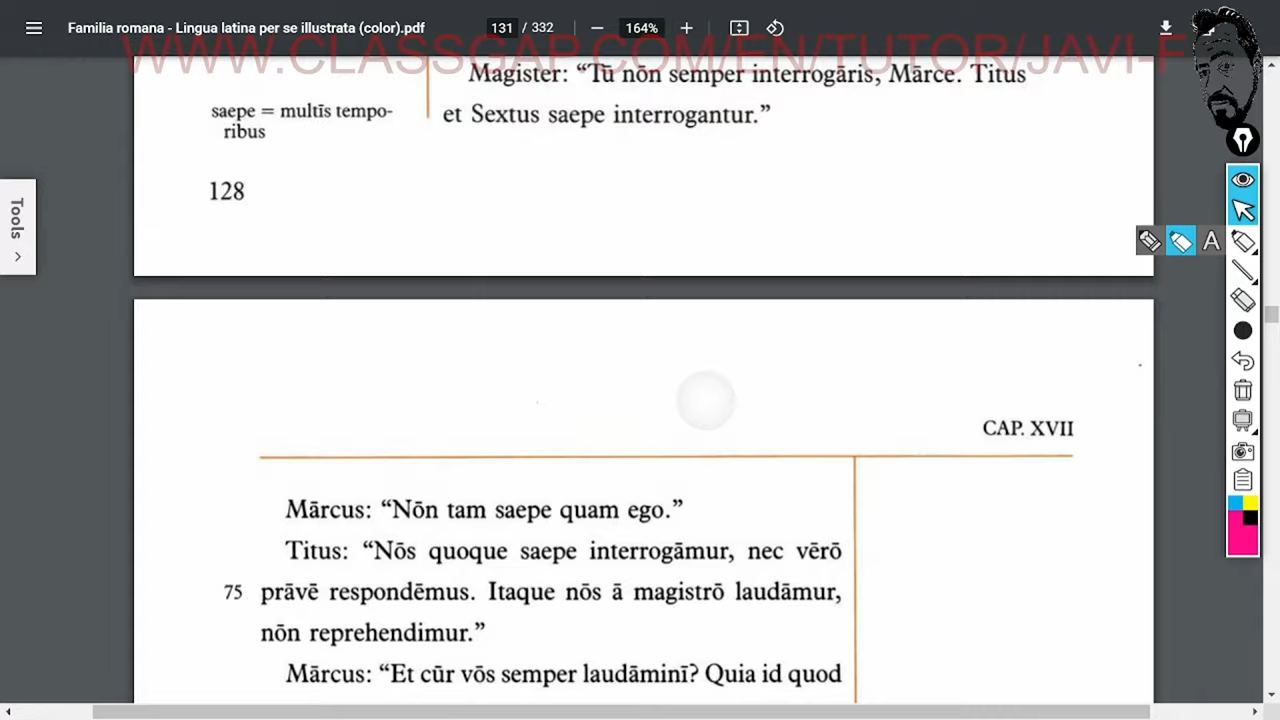 Familia romana - Lingua latina per se illustrata (color).pdf
131 / 332
164%
WWW.CLASSGAP.COM/EN/TUTOR/JAVI-F
Magister: “Tū nōn semper interrogāris, Mārce. Titus
et Sextus saepe interrogantur.”
saepe = multīs tempo-
ribus
128
Tools
A
CAP. XVII
Mārcus: “Nōn tam saepe quam ego.”
Titus: “Nōs quoque saepe interrogāmur, nec vērō
75 prāvē respondēmus. Itaque nōs ā magistrō laudāmur,
nōn reprehendimur.”
Mārcus: “Et cūr vōs semper laudāminī? Quia id quod